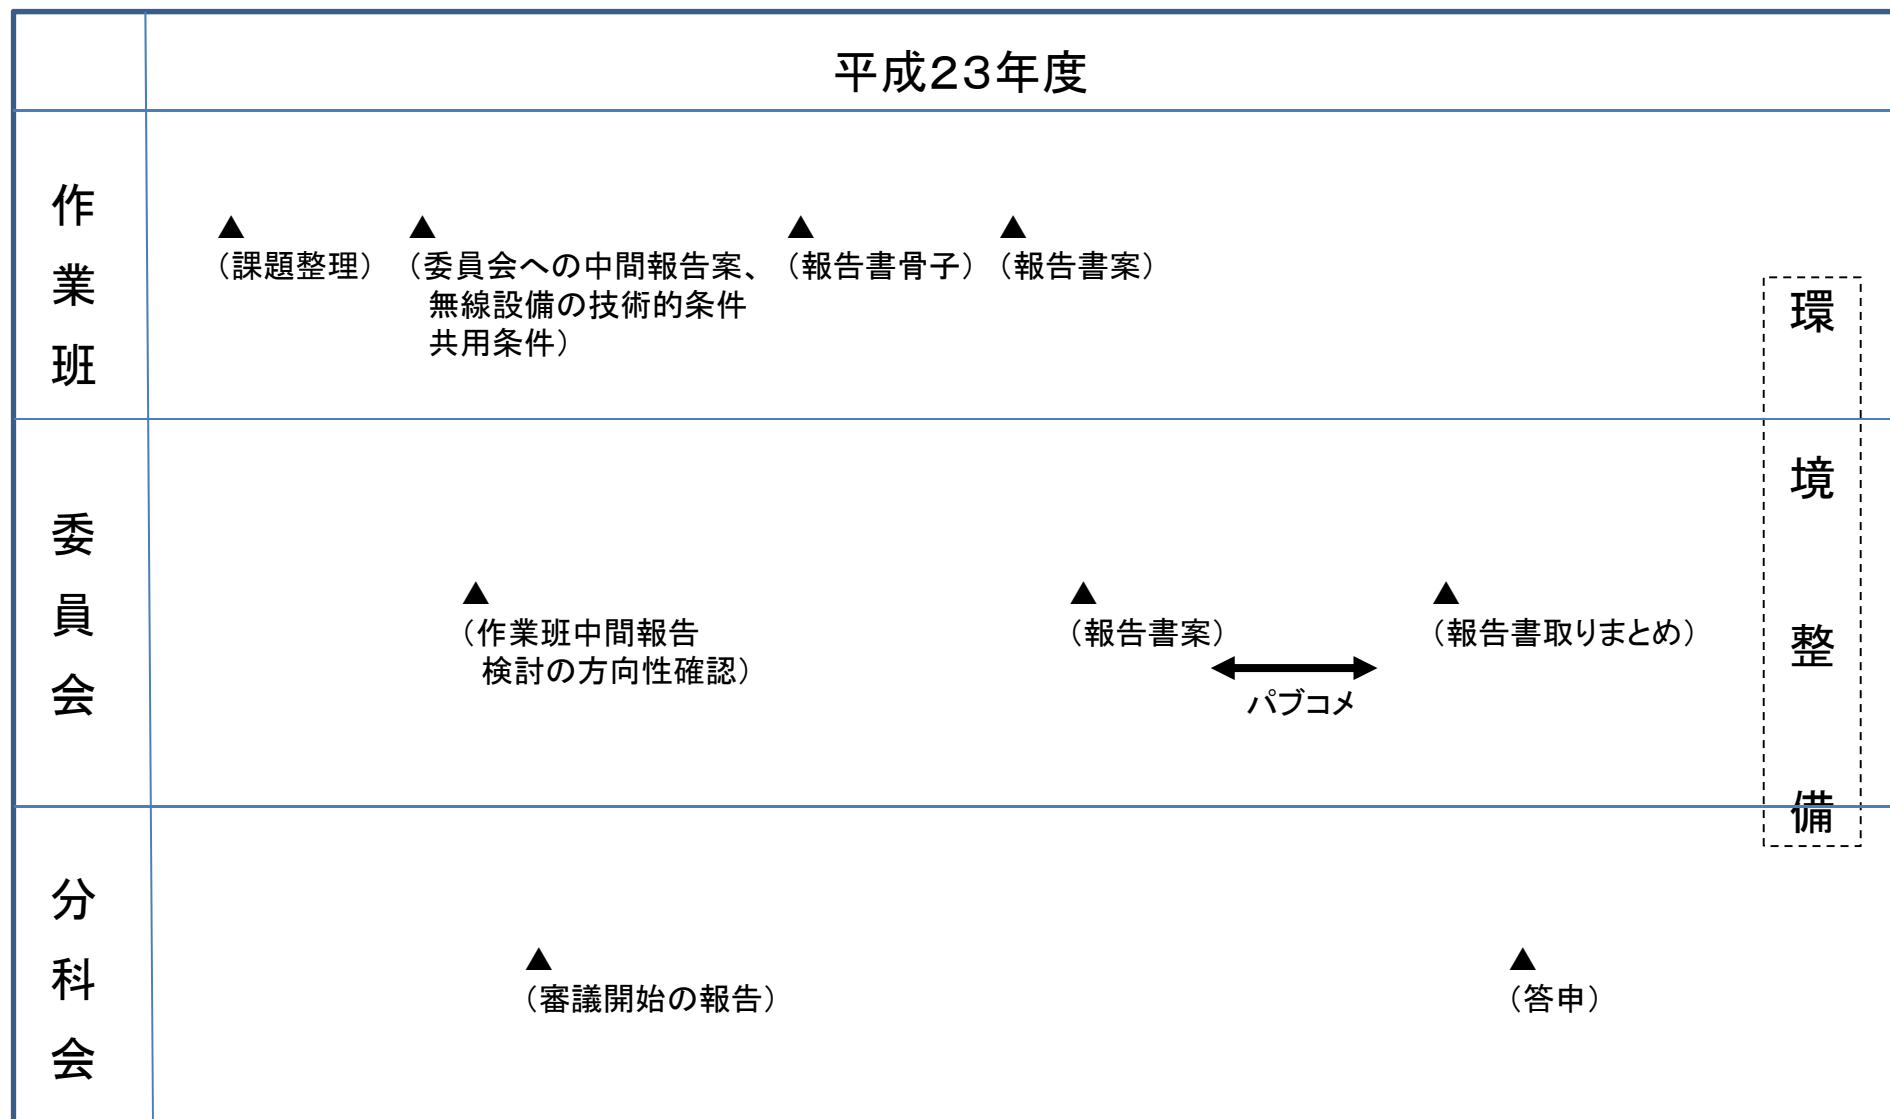 平成23年度
作業班
▲ ▲ ▲ ▲
（課題整理） （委員会への中間報告案、 （報告書骨子） （報告書案）
無線設備の技術的条件
共用条件）
委員会
▲ ▲ ▲
（作業班中間報告 （報告書案） （報告書取りまとめ）
検討の方向性確認）
パブコメ
分科会
▲ ▲
（審議開始の報告） （答申）
環境整備